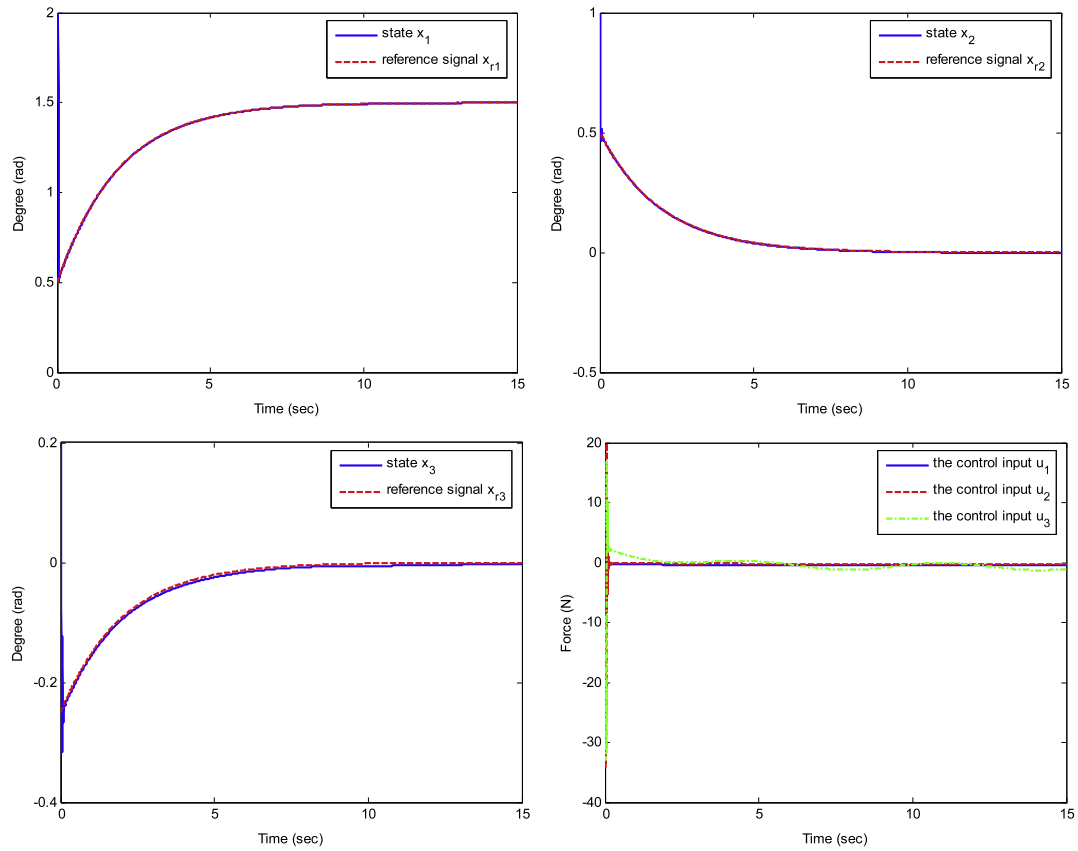 2
1.5
1
0.5
0
0
5
10
15
Degree (rad)
Time (sec)
state x1
reference signal xr1
1
0.5
0
-0.5
0
5
10
15
Degree (rad)
Time (sec)
state x2
reference signal xr2
0.2
0
-0.2
-0.4
0
5
10
15
Degree (rad)
Time (sec)
state x3
reference signal xr3
20
10
0
-10
-20
-30
-40
0
5
10
15
Force (N)
Time (sec)
the control input u1
the control input u2
the control input u3